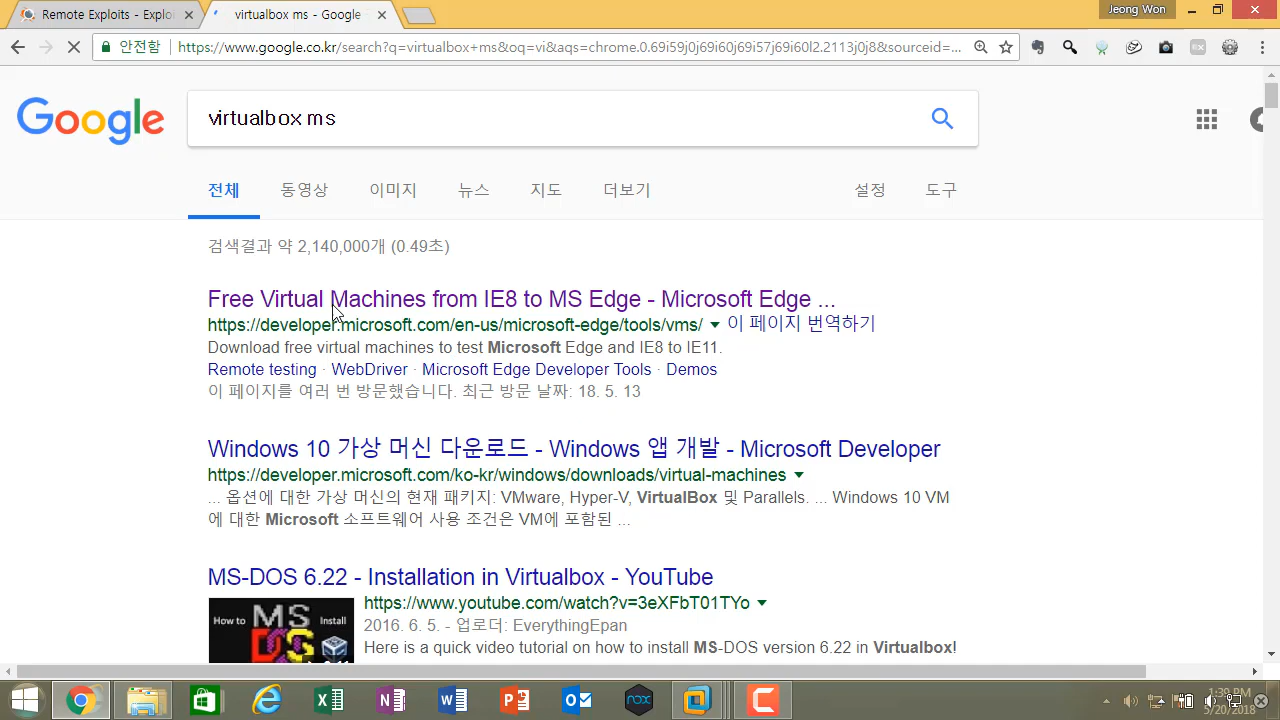 Remote Exploits - Explo
virtualbox ms - Google
Jeong Won
안전함
https://www.google.co.kr/search?q=virtualbox+ms&oq=vi&aqs=chrome.0.69i59j0j69i60j69i57j69i60l2.2113j0j8&sourceid=...
Google
virtualbox ms
전체 동영상 이미지 뉴스 지도 더보기 설정 도구
검색결과 약 2,140,000개 (0.49초)
Free Virtual Machines from IE8 to MS Edge - Microsoft Edge ...
https://developer.microsoft.com/en-us/microsoft-edge/tools/vms/ 이 페이지 번역하기
Download free virtual machines to test Microsoft Edge and IE8 to IE11.
Remote testing · WebDriver · Microsoft Edge Developer Tools · Demos
이 페이지를 여러 번 방문했습니다. 최근 방문 날짜: 18. 5. 13
Windows 10 가상 머신 다운로드 - Windows 앱 개발 - Microsoft Developer
https://developer.microsoft.com/ko-kr/windows/downloads/virtual-machines
... 옵션에 대한 가상 머신의 현재 패키지: VMware, Hyper-V, VirtualBox 및 Parallels. ... Windows 10 VM
에 대한 Microsoft 소프트웨어 사용 조건은 VM에 포함된 ...
MS-DOS 6.22 - Installation in Virtualbox - YouTube
How to MS Install
DOS
https://www.youtube.com/watch?v=3eXFbT01TYo
2016. 6. 5. - 업로더: EverythingEpan
Here is a quick video tutorial on how to install MS-DOS version 6.22 in Virtualbox!
nox
1:39 PM
5/20/2018